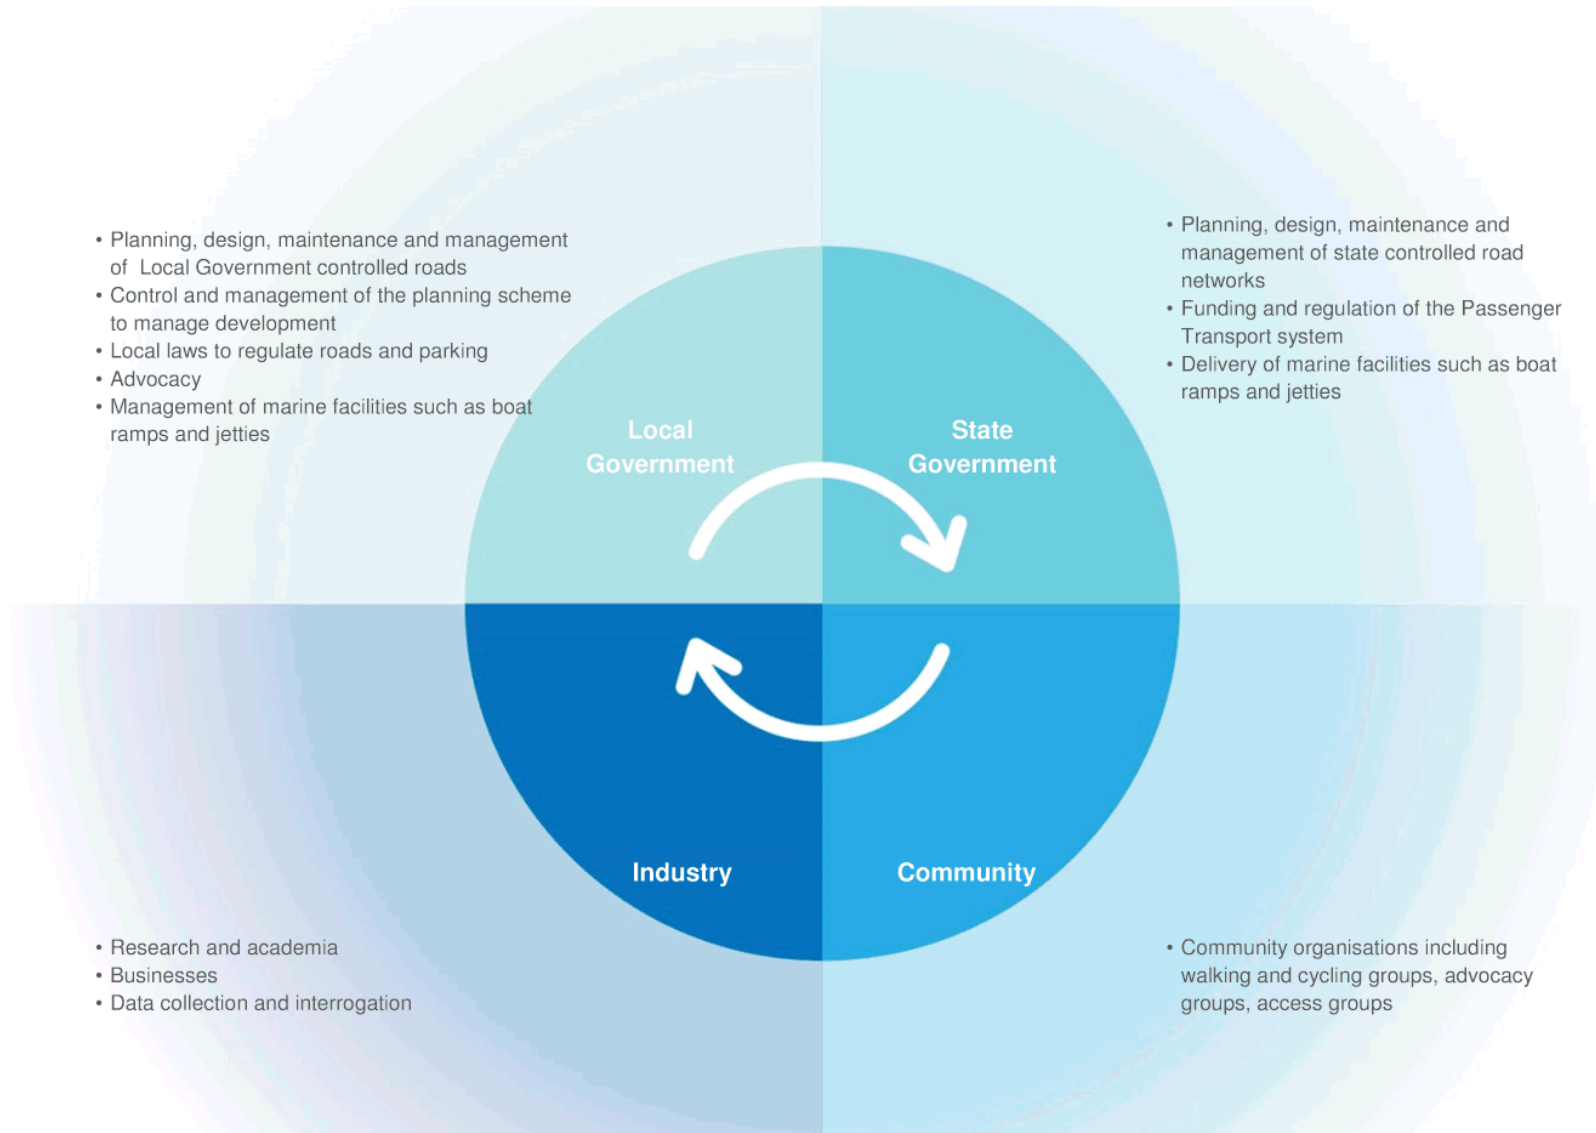 • Planning, design, maintenance and management
of Local Government controlled roads
• Control and management of the planning scheme
to manage development
• Local laws to regulate roads and parking
• Advocacy
• Management of marine facilities such as boat
ramps and jetties
• Planning, design, maintenance and
management of state controlled road
networks
• Funding and regulation of the Passenger
Transport system
• Delivery of marine facilities such as boat
ramps and jetties
Local
Government
State
Government
Industry
Community
• Research and academia
• Businesses
• Data collection and interrogation
• Community organisations including
walking and cycling groups, advocacy
groups, access groups